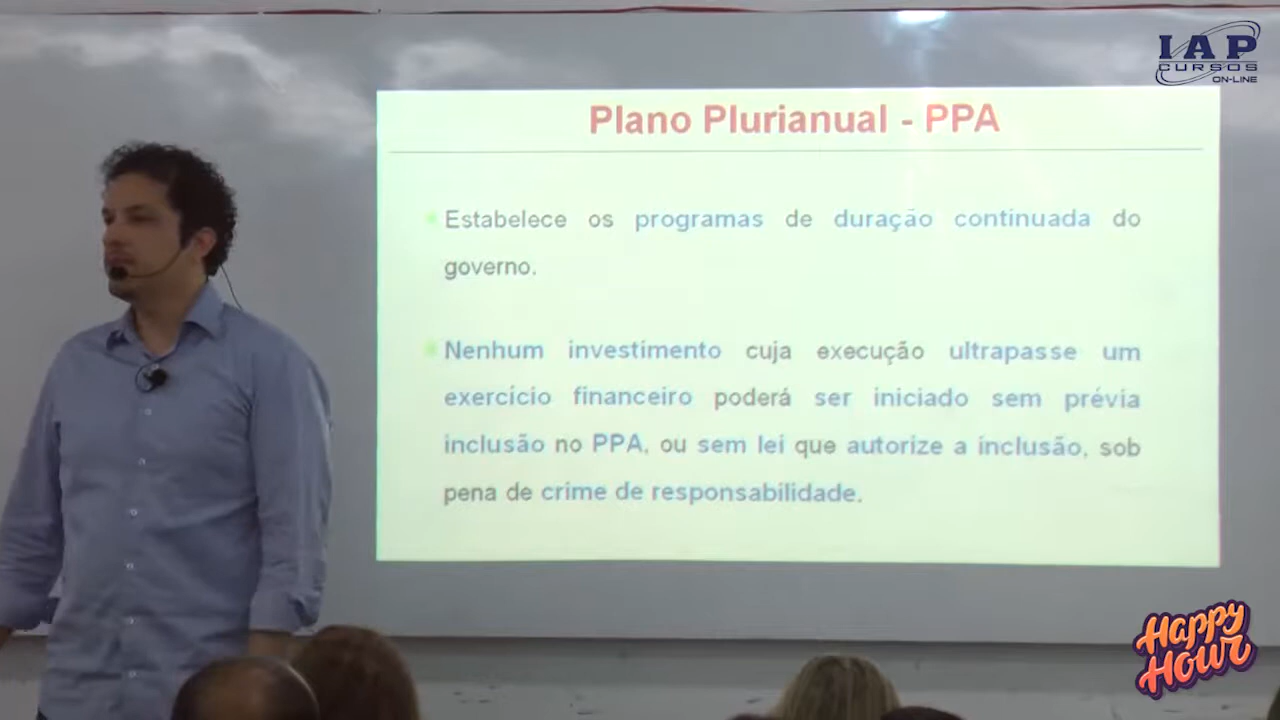 IAP
CURSOS
ON-LINE
Plano Plurianual - PPA
Estabelece os programas de duração continuada do
governo.
Nenhum investimento cuja execução ultrapasse um
exercício financeiro poderá ser iniciado sem prévia
inclusão no PPA, ou sem lei que autorize a inclusão, sob
pena de crime de responsabilidade.
Happy
Hour